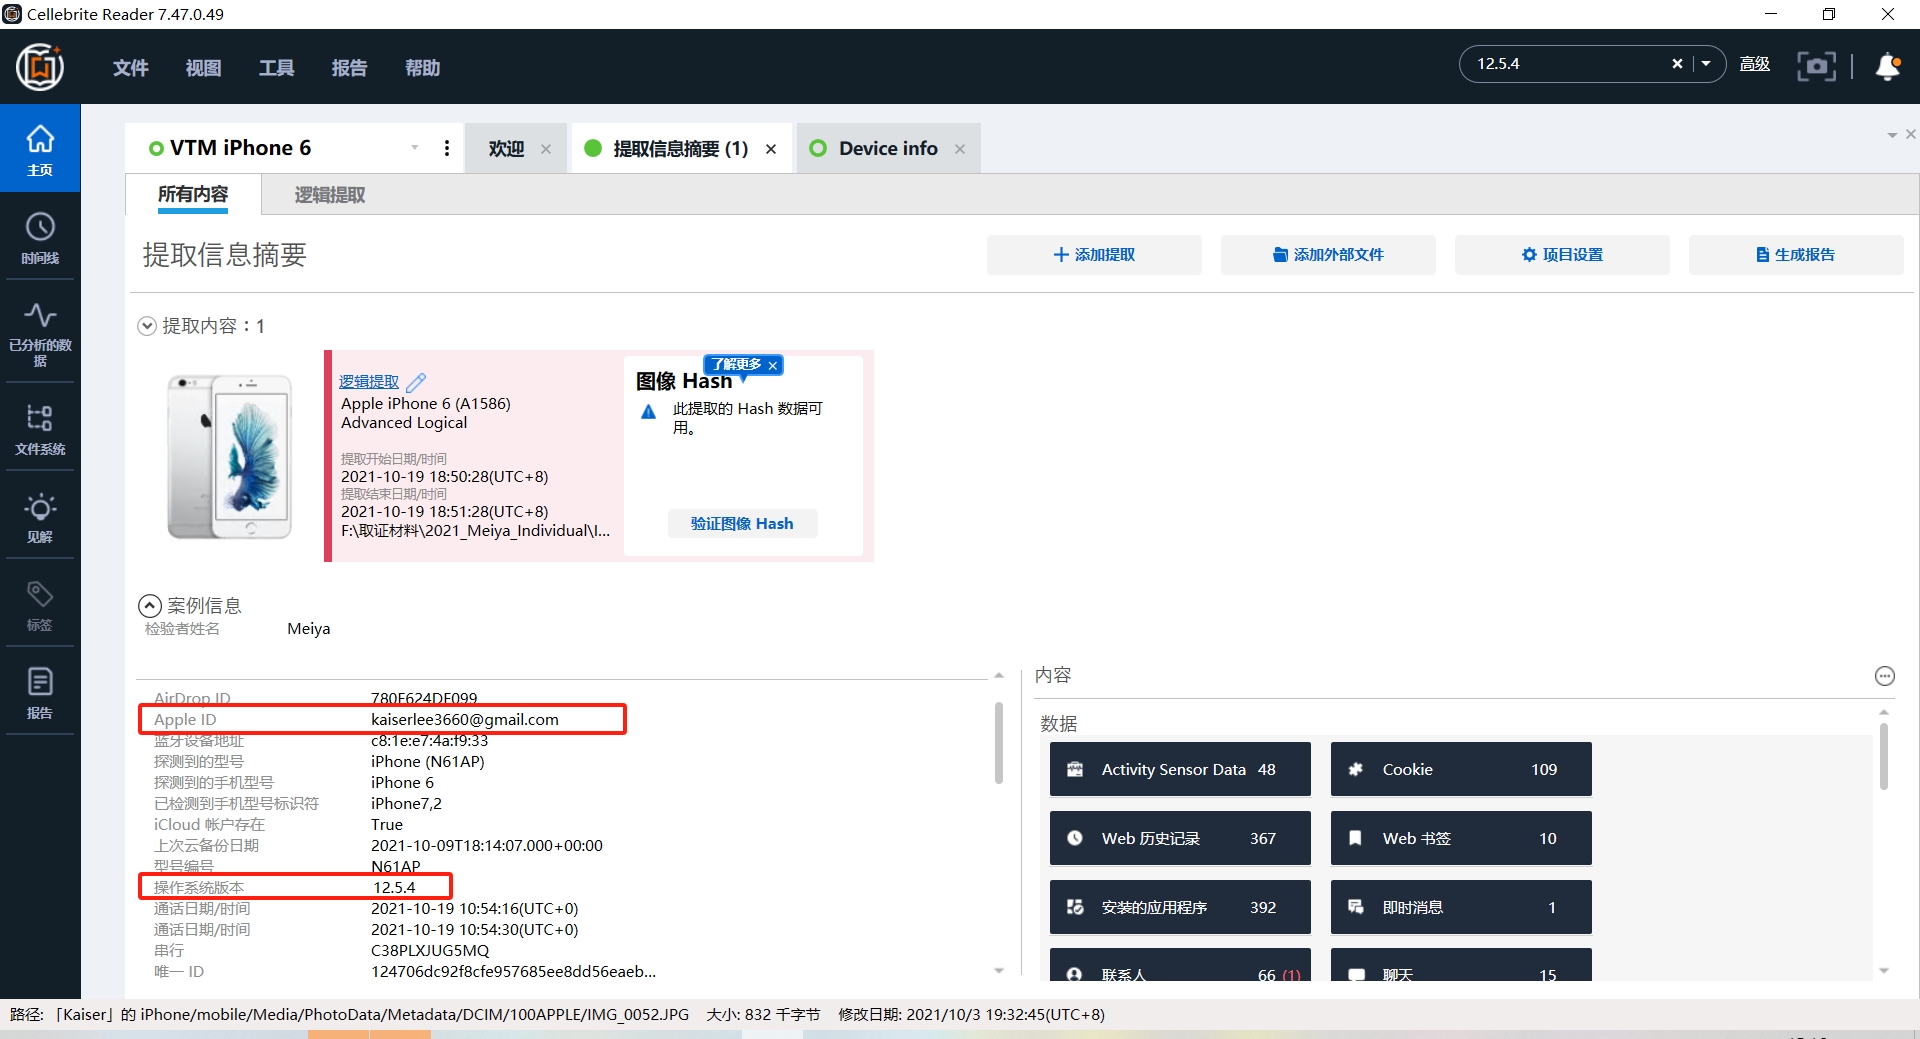 Cellebrite Reader 7.47.0.49
文件 视图 工具 报告 帮助
12.5.4
高级
主页
时间线
已分析的数据
文件系统
见解
标签
报告
VTM iPhone 6
欢迎
提取信息摘要 (1)
Device info
所有内容
逻辑提取
提取信息摘要
添加提取
添加外部文件
项目设置
生成报告
提取内容：1
逻辑提取
Apple iPhone 6 (A1586)
Advanced Logical
提取开始日期/时间
2021-10-19 18:50:28(UTC+8)
提取结束日期/时间
2021-10-19 18:51:28(UTC+8)
F:\取证材料\2021_Meiya_Individual\I...
了解更多
图像 Hash
此提取的 Hash 数据可
用。
验证图像 Hash
案例信息
检验者姓名 Meiya
AirDrop ID 780F624DF099
Apple ID kaiserlee3660@gmail.com
蓝牙设备地址 c8:1e:e7:4a:f9:33
探测到的型号 iPhone (N61AP)
探测到的手机型号 iPhone 6
已检测到手机型号标识符 iPhone7,2
iCloud 帐户存在 True
上次云备份日期 2021-10-09T18:14:07.000+00:00
型号编号 N61AP
操作系统版本 12.5.4
通话日期/时间 2021-10-19 10:54:16(UTC+0)
通话日期/时间 2021-10-19 10:54:30(UTC+0)
串行 C38PLXJUG5MQ
唯一 ID 124706dc92f8cfe957685ee8dd56eaeb...
内容
数据
Activity Sensor Data 48
Cookie 109
Web 历史记录 367
Web 书签 10
安装的应用程序 392
即时消息 1
联系人 66 (1)
聊天 15
路径: 「Kaiser」的 iPhone/mobile/Media/PhotoData/Metadata/DCIM/100APPLE/IMG_0052.JPG 大小: 832 千字节 修改日期: 2021/10/3 19:32:45(UTC+8)